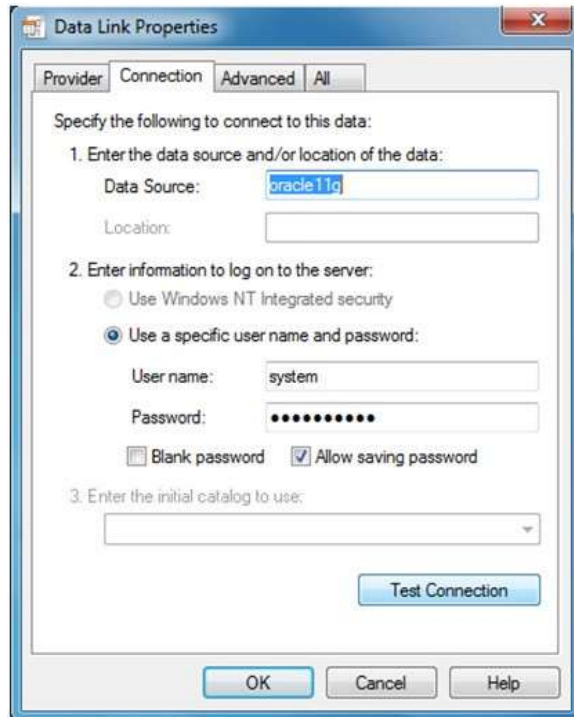 Data Link Properties
Provider Connection Advanced All
Specify the following to connect to this data:
1. Enter the data source and/or location of the data:
Data Source: oracle11g
Location:
2. Enter information to log on to the server:
Use Windows NT Integrated security
Use a specific user name and password:
User name: system
Password: ●●●●●●●●●●
Blank password Allow saving password
3. Enter the initial catalog to use:
Test Connection
OK Cancel Help